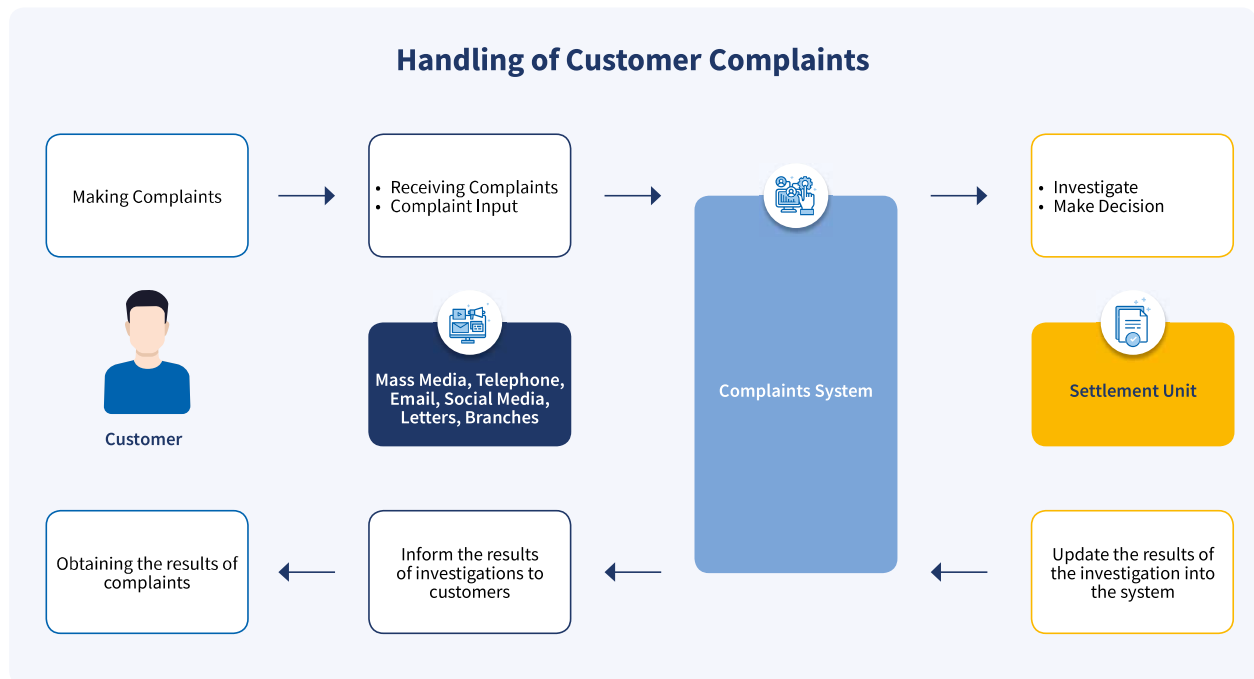 Handling of Customer Complaints
Making Complaints
• Receiving Complaints
• Complaint Input
• Investigate
• Make Decision
Customer
Mass Media, Telephone,
Email, Social Media,
Letters, Branches
Complaints System
Settlement Unit
Obtaining the results of
complaints
Inform the results
of investigations to
customers
Update the results of
the investigation into
the system